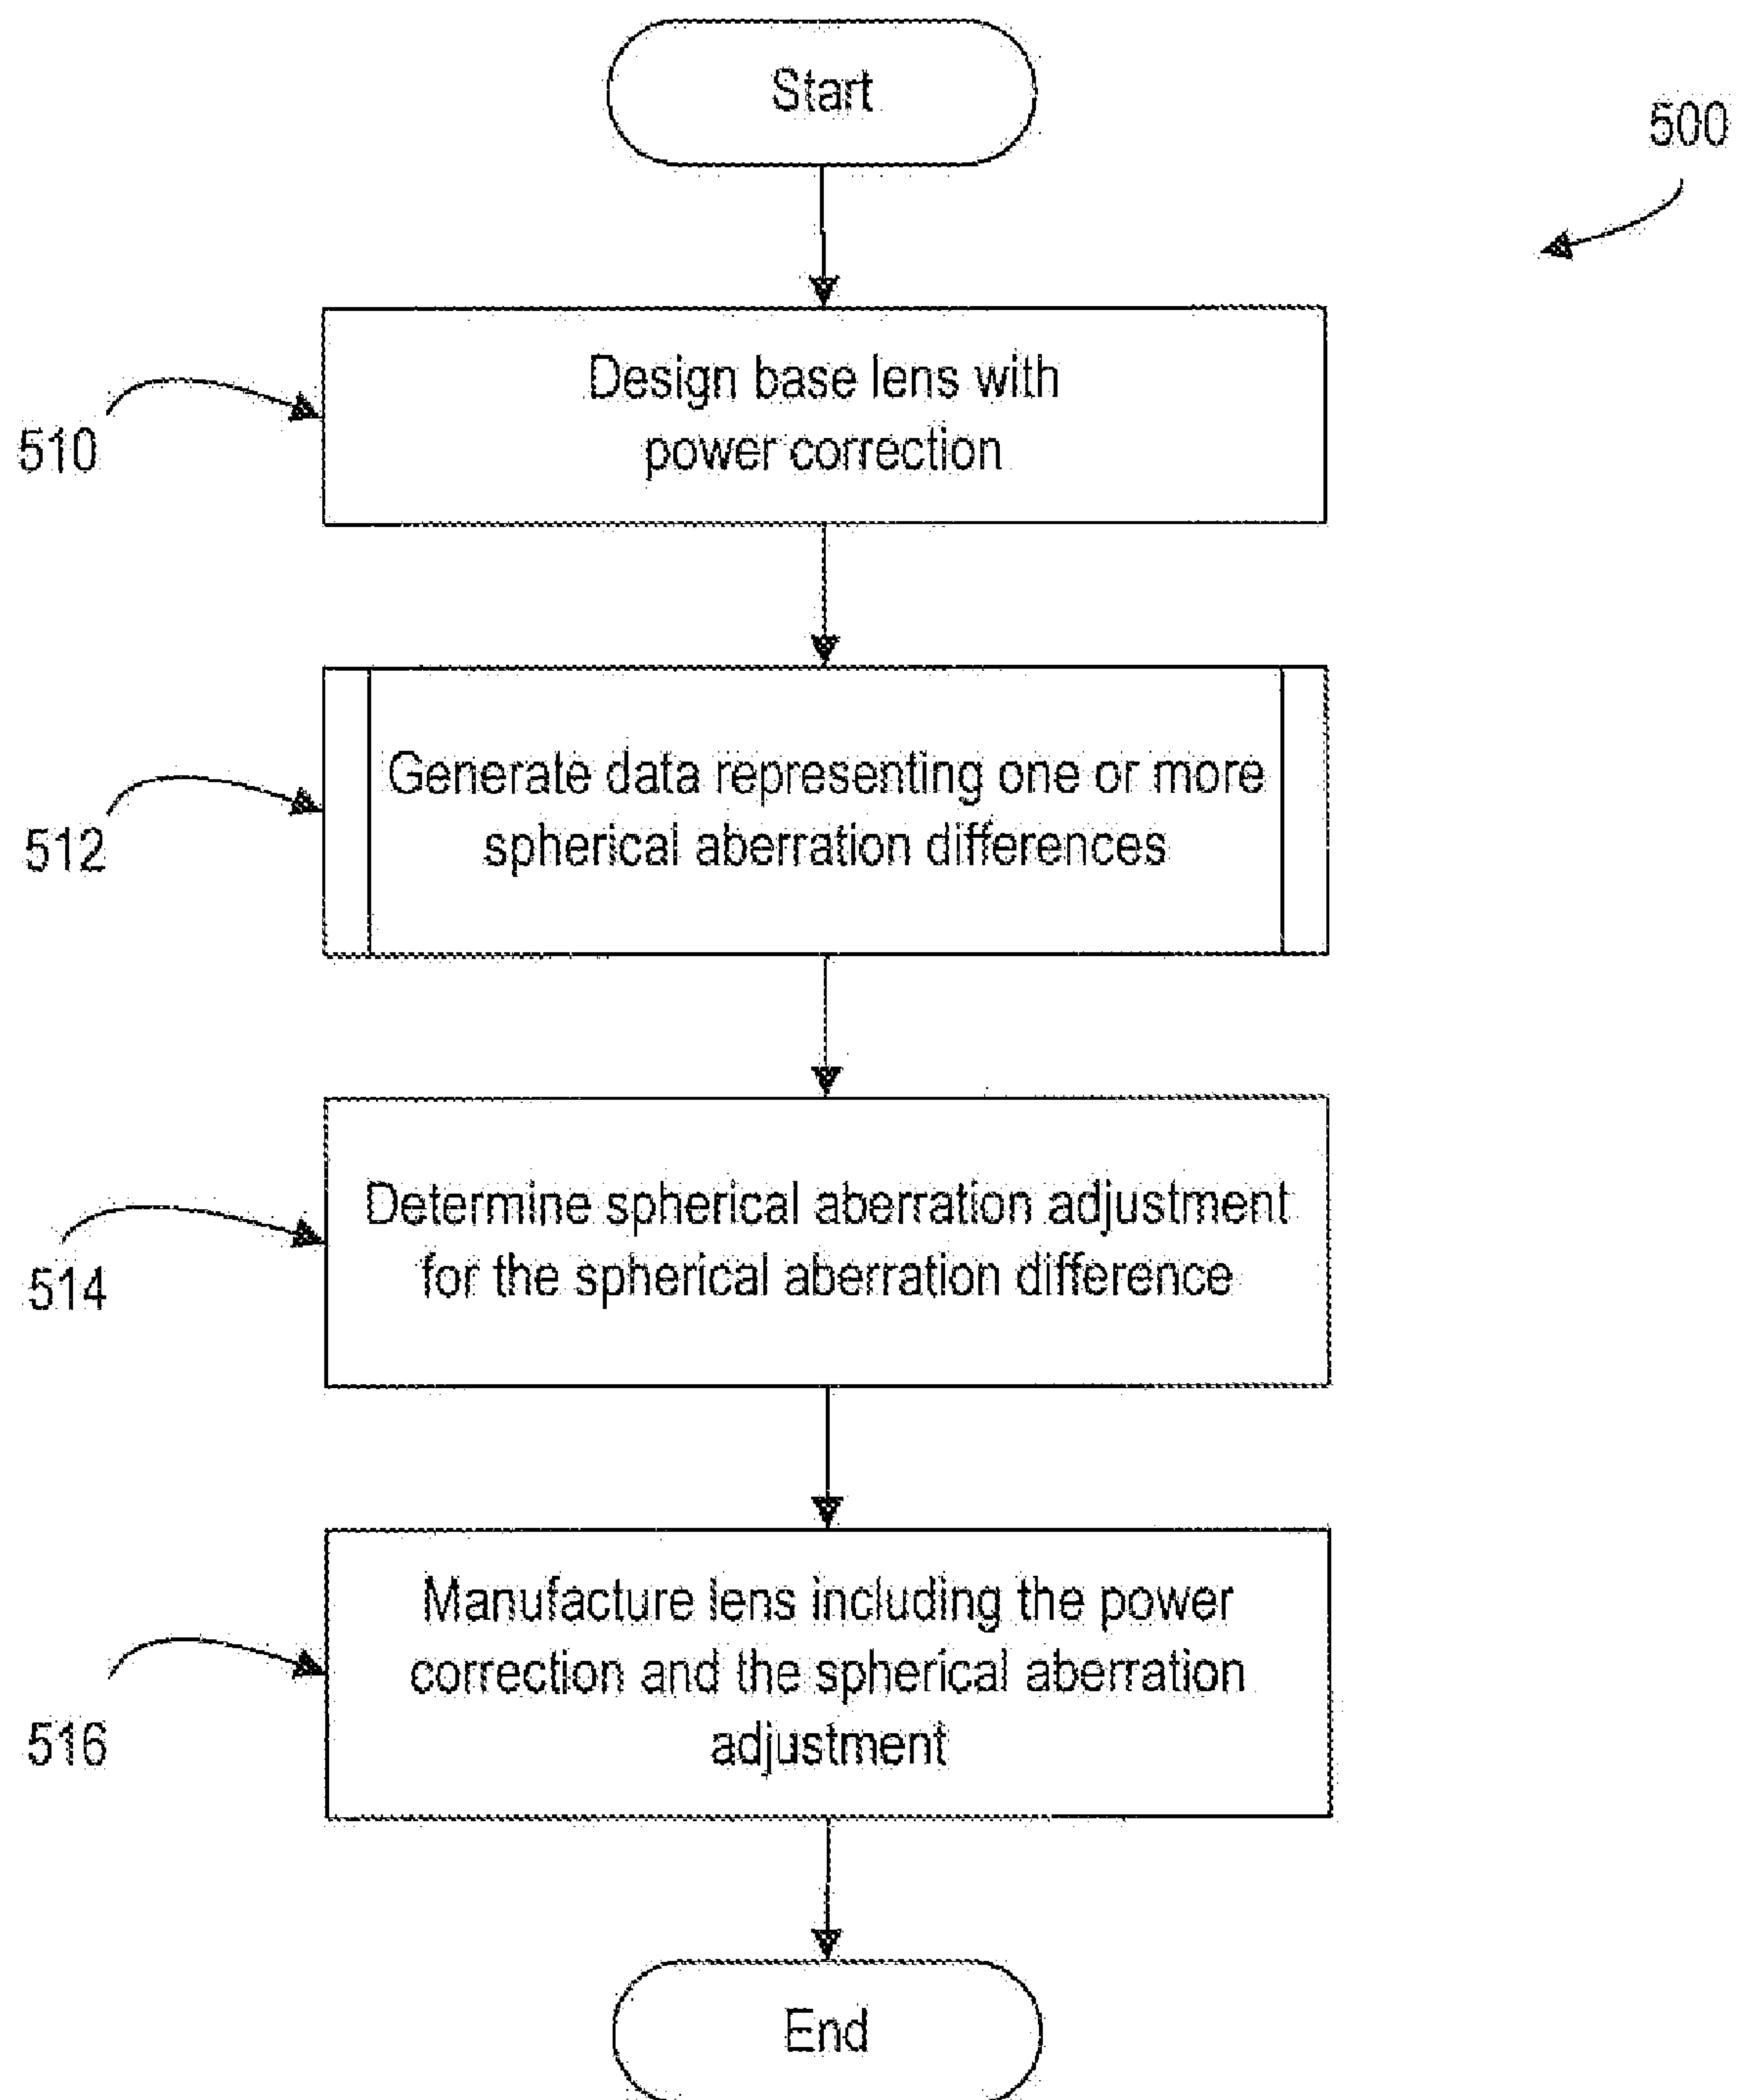 Start
500
Design base lens with
power correction
510
Generate data representing one or more
spherical aberration differences
512
Determine spherical aberration adjustment
for the spherical aberration difference
514
Manufacture lens including the power
correction and the spherical aberration
adjustment
516
End